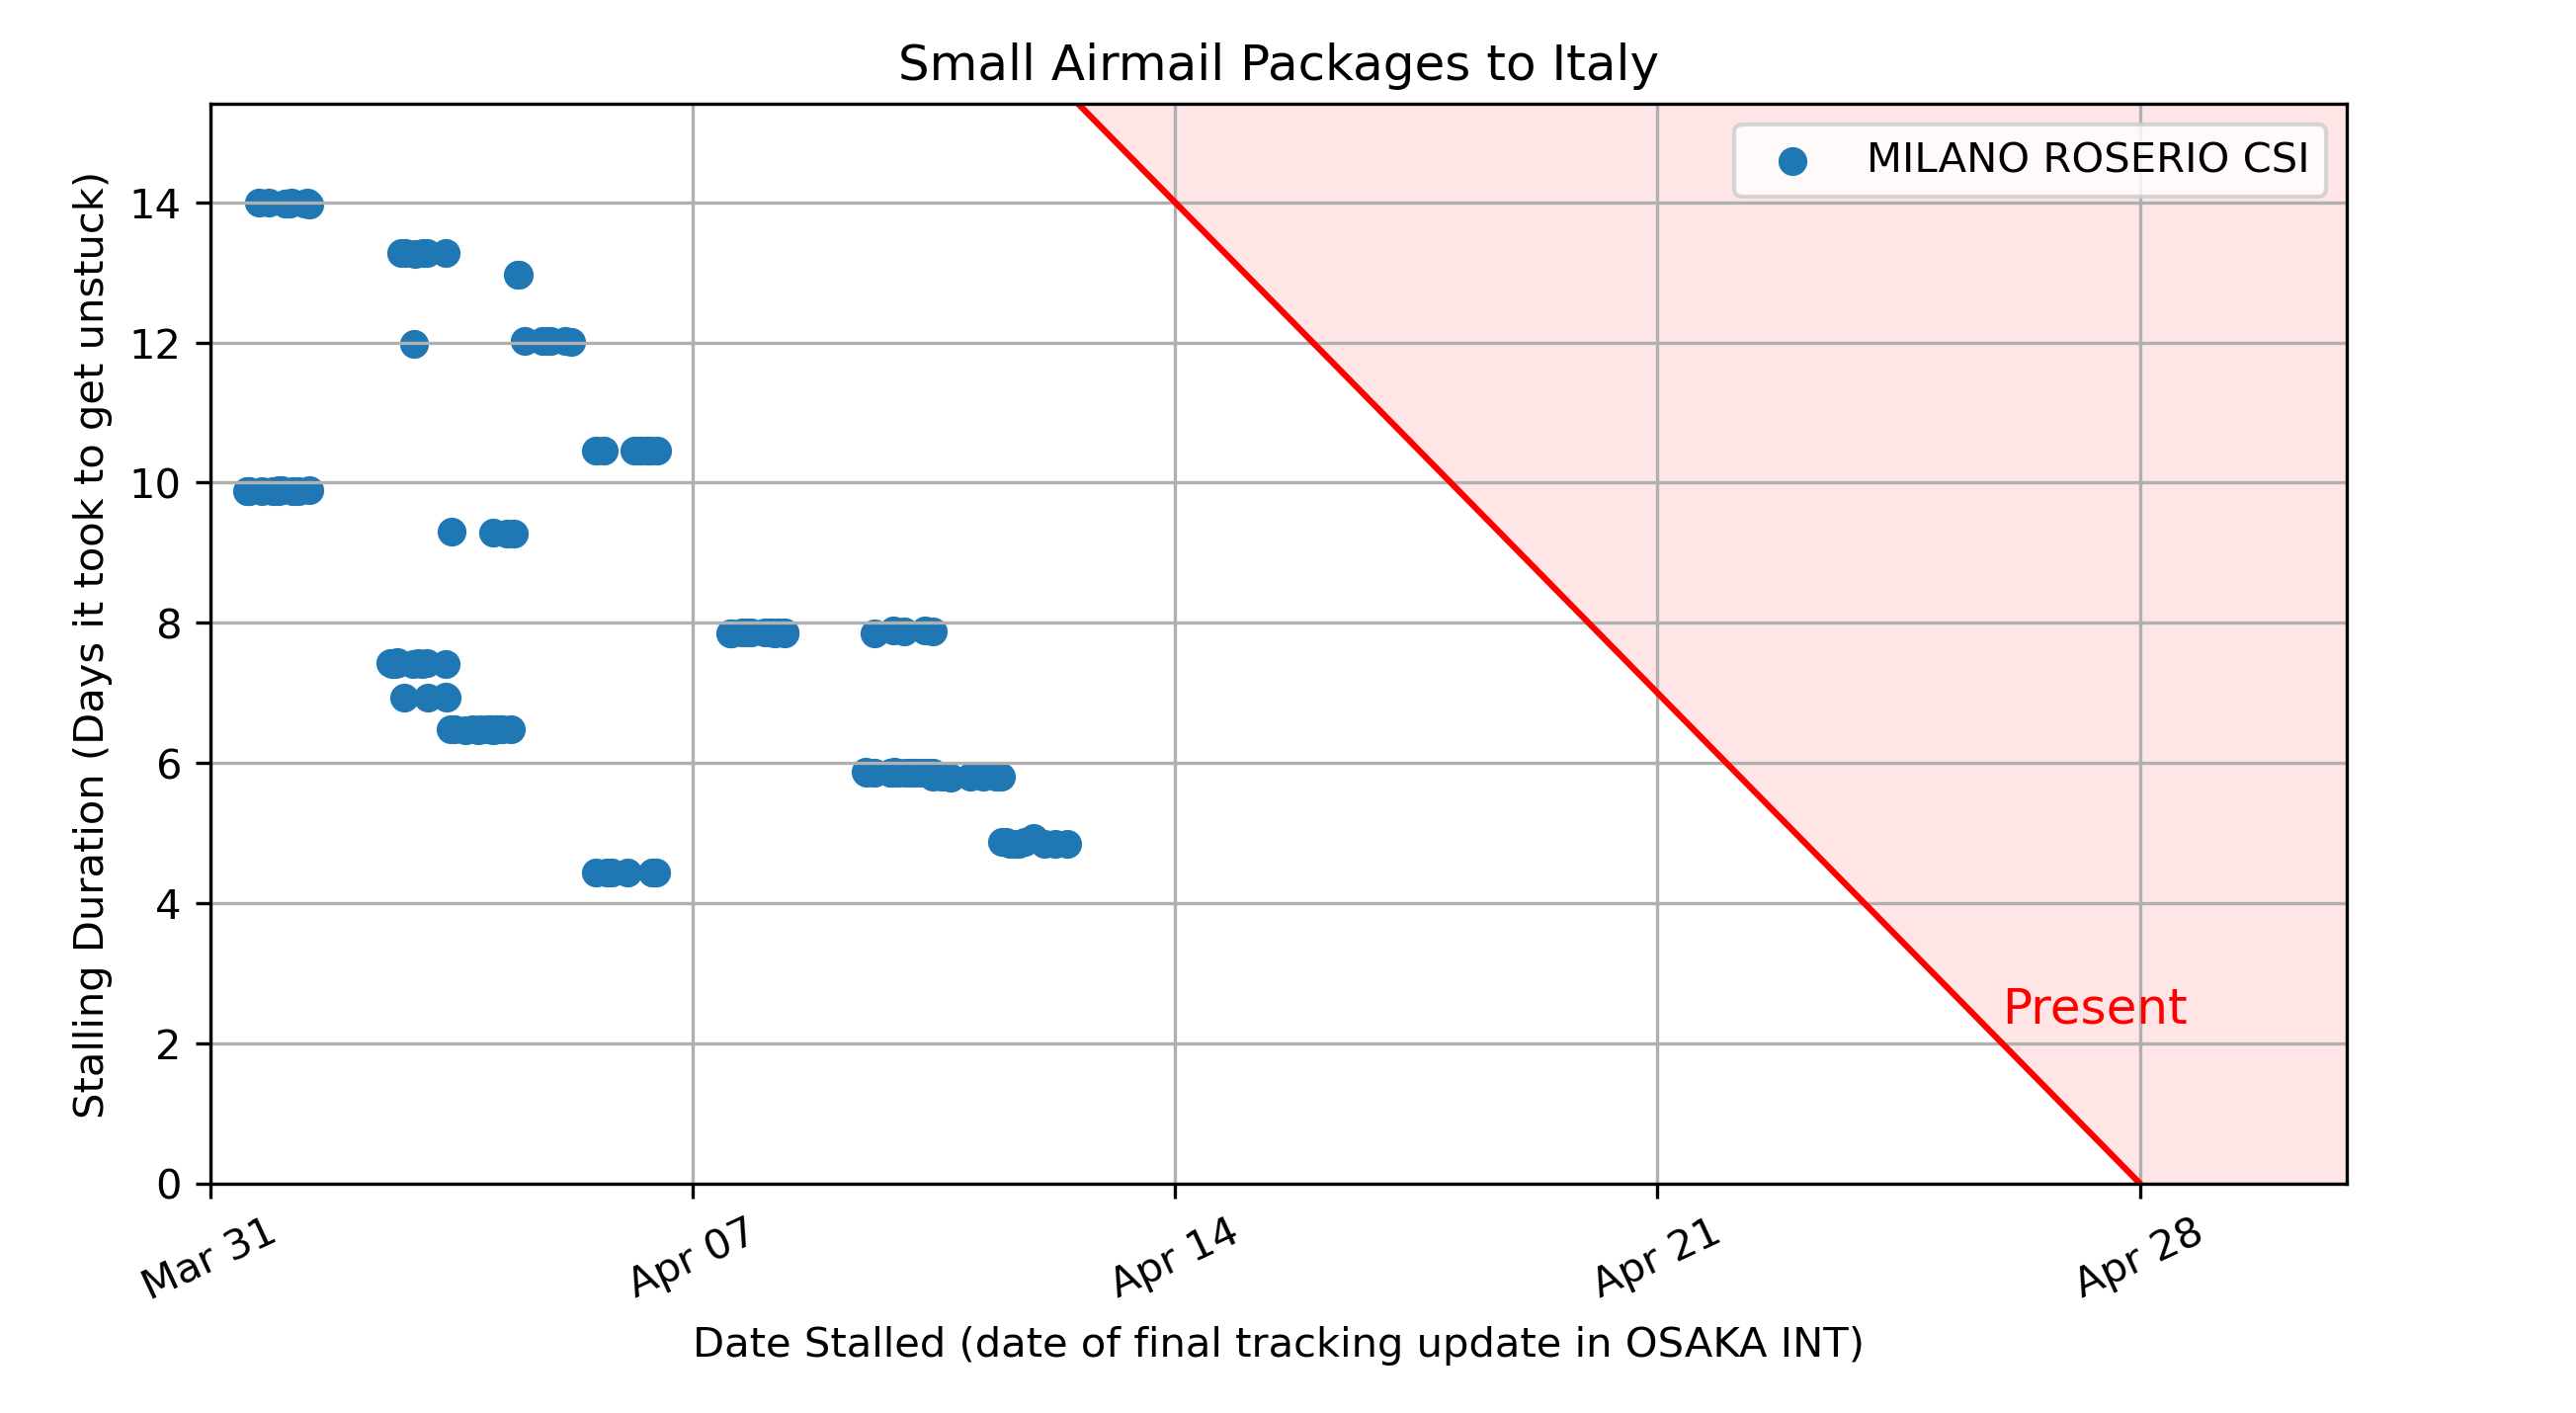 Small Airmail Packages to Italy
MILANO ROSERIO CSI
Stalling Duration (Days it took to get unstuck)
14
12
10
8
6
4
2
0
Present
Mar 31
Apr 07
Apr 14
Apr 21
Apr 28
Date Stalled (date of final tracking update in OSAKA INT)